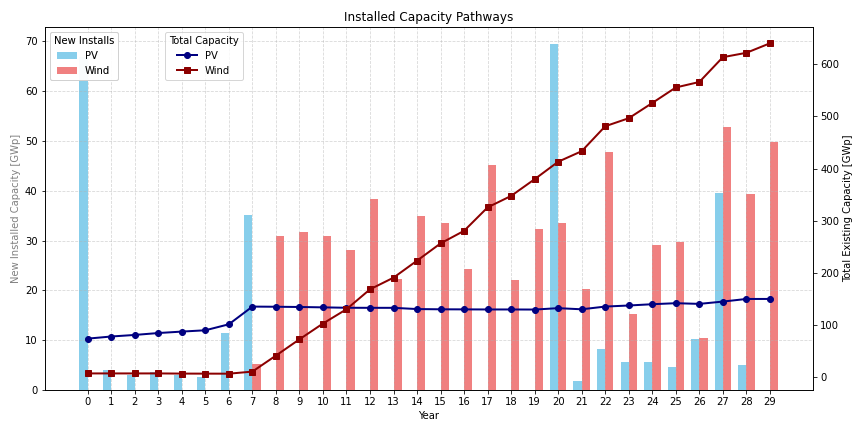 Installed Capacity Pathways
New Installs
PV
Wind
Total Capacity
PV
Wind
New Installed Capacity [GWp]
70
60
50
40
30
20
10
0
Total Existing Capacity [GWp]
600
500
400
300
200
100
0
0 1 2 3 4 5 6 7 8 9 10 11 12 13 14 15 16 17 18 19 20 21 22 23 24 25 26 27 28 29
Year